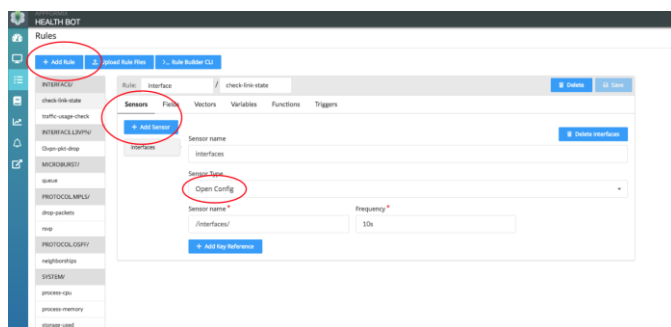 APPFORMIX
HEALTH BOT
Rules
+ Add Rule
Upload Rule Files
>_ Rule Builder CLI
INTERFACE/
check-link-state
traffic-usage-check
INTERFACE.L3VPN/
l3vpn-pkt-drop
MICROBURST/
queue
PROTOCOL.MPLS/
drop-packets
rsvp
PROTOCOL.OSPF/
neighborships
SYSTEM/
process-cpu
process-memory
storage-used
Rule: interface / check-link-state
Delete
Save
Sensors Fields Vectors Variables Functions Triggers
+ Add Sensor
interfaces
Delete Interfaces
Sensor name
interfaces
Sensor Type
Open Config
Sensor name * Frequency *
/interfaces/ 10s
+ Add Key Reference